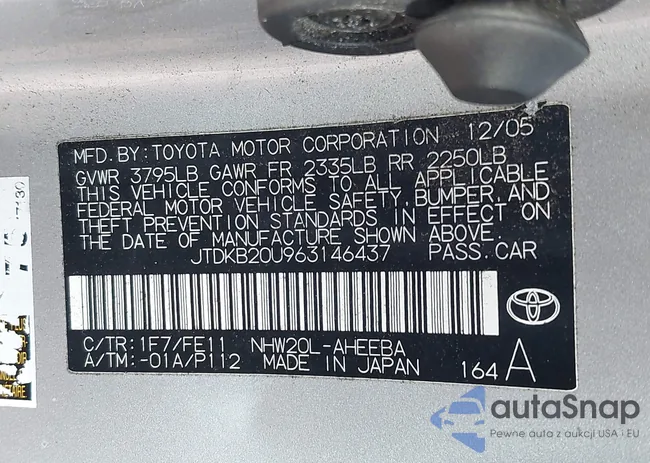 MFD. BY: TOYOTA MOTOR CORPORATION 12/05
GVWR 3795LB GAWR FR 2335LB RR 2250LB
THIS VEHICLE CONFORMS TO ALL APPLICABLE
FEDERAL MOTOR VEHICLE SAFETY, BUMPER, AND
THEFT PREVENTION STANDARDS IN EFFECT ON
THE DATE OF MANUFACTURE SHOWN ABOVE.
JTDKB20U963146437 PASS. CAR
C/TR: 1F7/FE11 NHW20L-AHEEBA
A/TM: -01A/P112 MADE IN JAPAN 164 A
autaSnap
Pewne auta z aukcji USA i EU